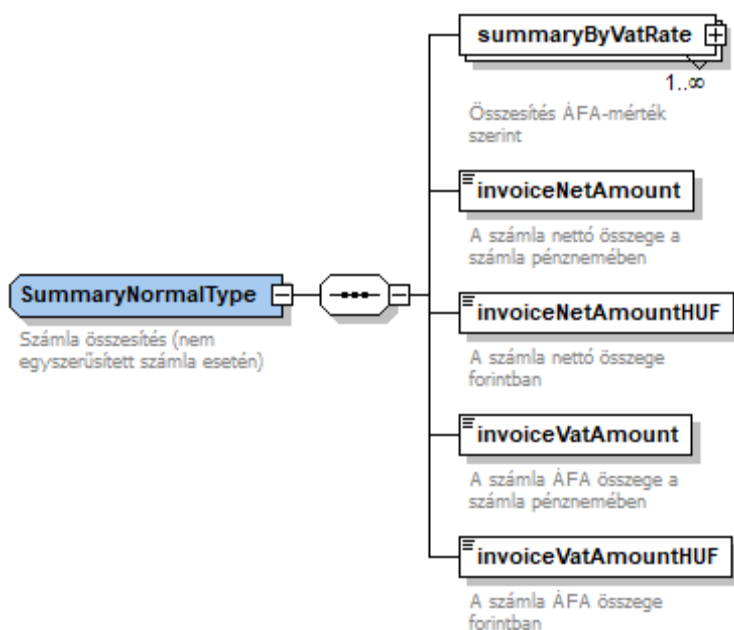 summaryByVatRate
1..∞
Összesítés ÁFA-mérték
szerint
invoiceNetAmount
A számla nettó összege a
számla pénznemében
SummaryNormalType
Számla összesítés (nem
egyszerűsített számla esetén)
invoiceNetAmountHUF
A számla nettó összege
forintban
invoiceVatAmount
A számla ÁFA összege a
számla pénznemében
invoiceVatAmountHUF
A számla ÁFA összege
forintban